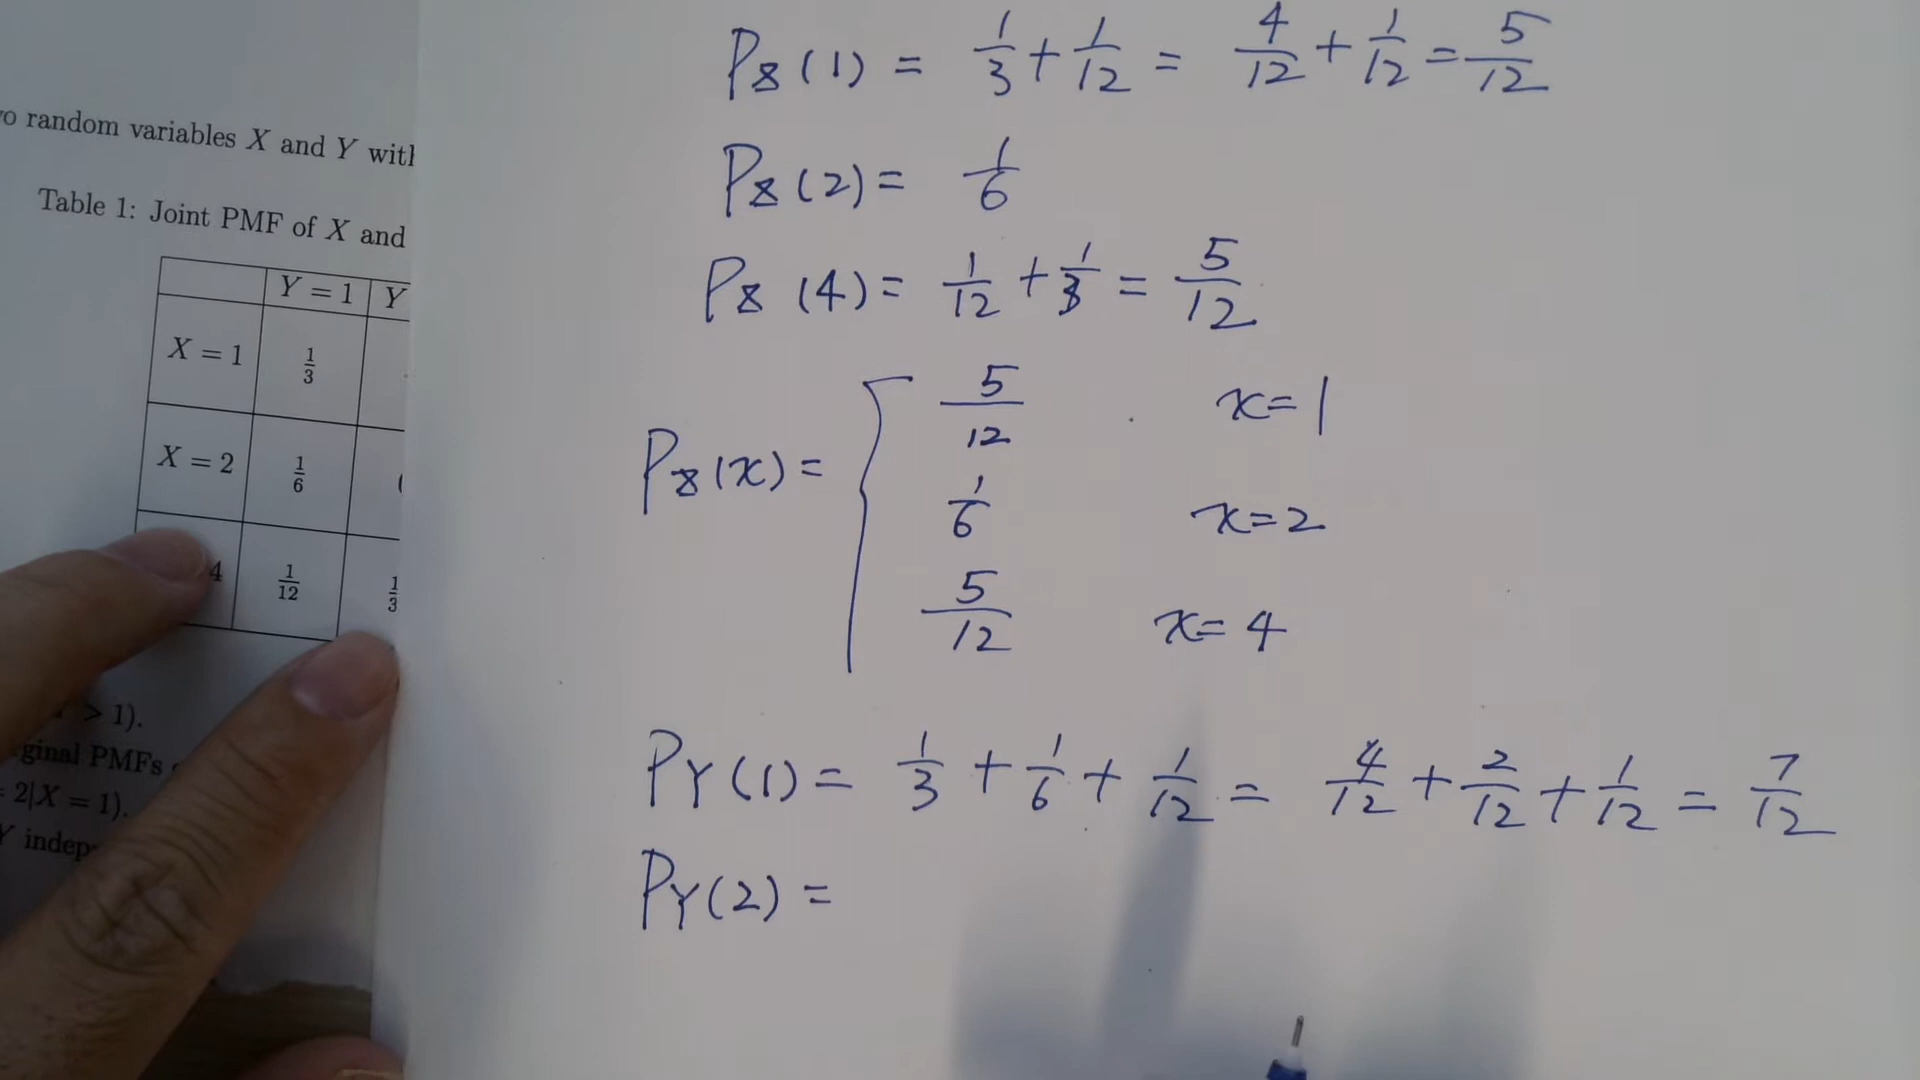 random variables X and Y with
Table 1: Joint PMF of X and
Y = 1 Y
X = 1 1/3
X = 2 1/6
4 1/12 1/3
> 1).
ginal PMFs
= 2|X = 1).
Y indep
P_X(1) = 1/3 + 1/12 = 4/12 + 1/12 = 5/12
P_X(2) = 1/6
P_X(4) = 1/12 + 1/3 = 5/12
P_X(x) = { 5/12 x=1
1/6 x=2
5/12 x=4
P_Y(1) = 1/3 + 1/6 + 1/12 = 4/12 + 2/12 + 1/12 = 7/12
P_Y(2) =